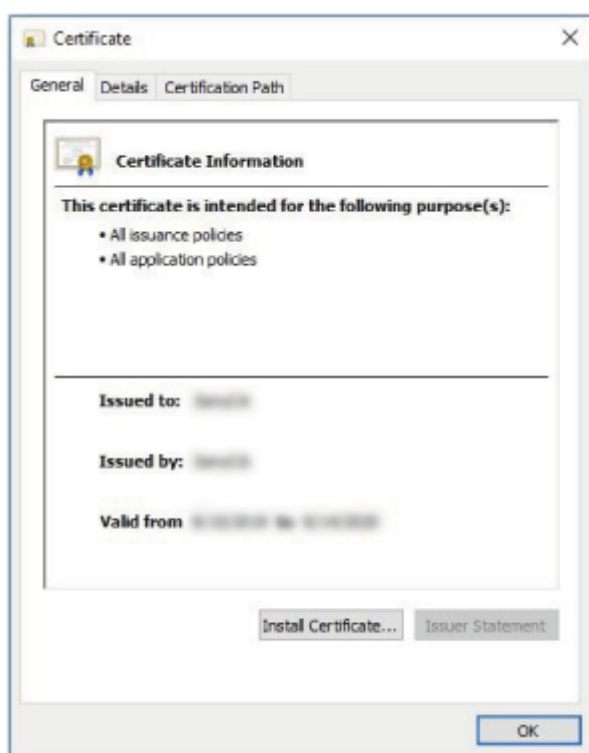 Certificate
General Details Certification Path
Certificate Information
This certificate is intended for the following purpose(s):
• All issuance policies
• All application policies
Issued to:
Issued by:
Valid from to
Install Certificate... Issuer Statement
OK